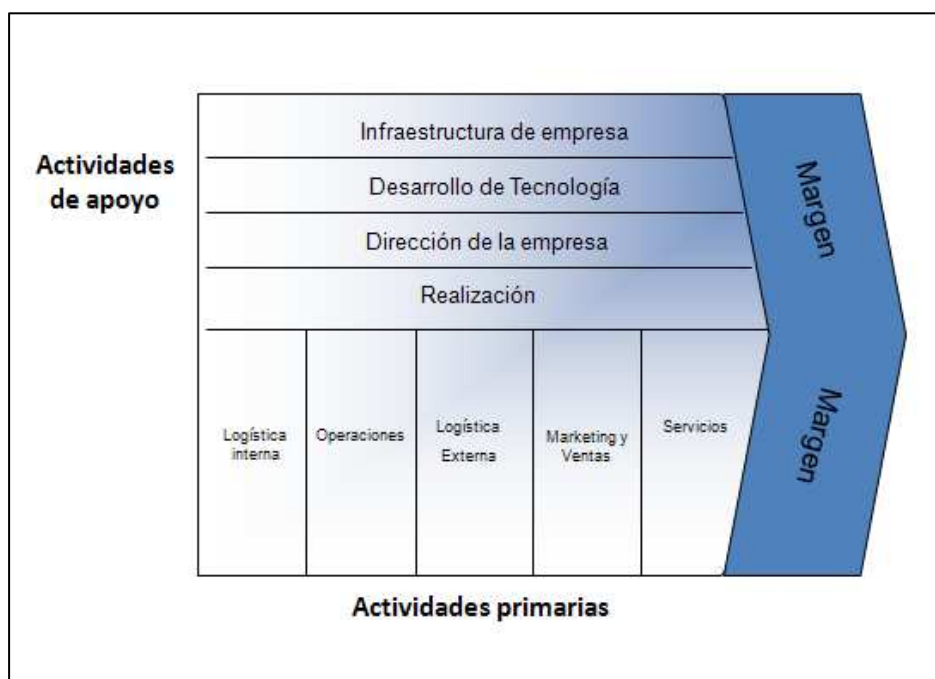 Infraestructura de empresa
Actividades
de apoyo
Desarrollo de Tecnología
Dirección de la empresa
Realización
Margen
Logística
interna
Operaciones
Logística
Externa
Marketing y
Ventas
Servicios
Margen
Actividades primarias